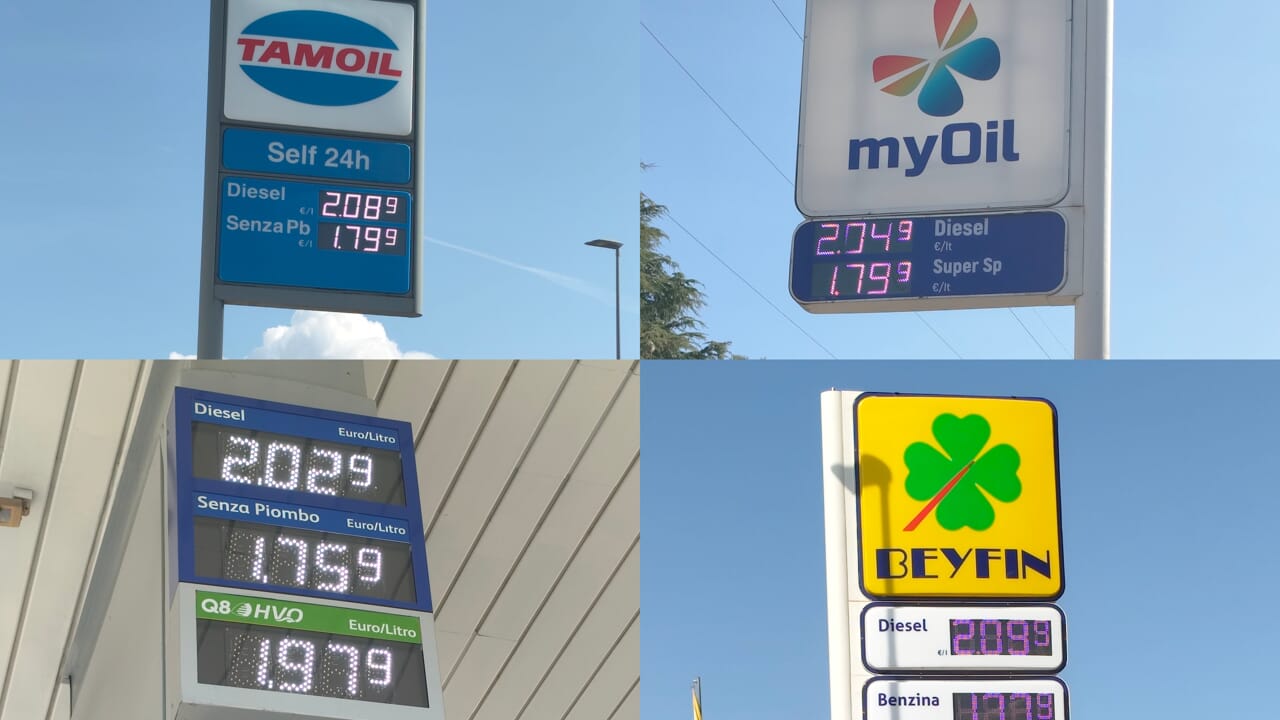 TAMOIL
Self 24h
Diesel
€/l 2.089
Senza Pb
€/l 1.799
myOil
2.049 Diesel
€/lt
1.799 Super Sp
€/lt
Diesel
Euro/Litro
2.029
Senza Piombo
Euro/Litro
1.759
Q8 HVO
Euro/Litro
1.979
BEYFIN
Diesel
€/l 2.099
Benzina
1.779